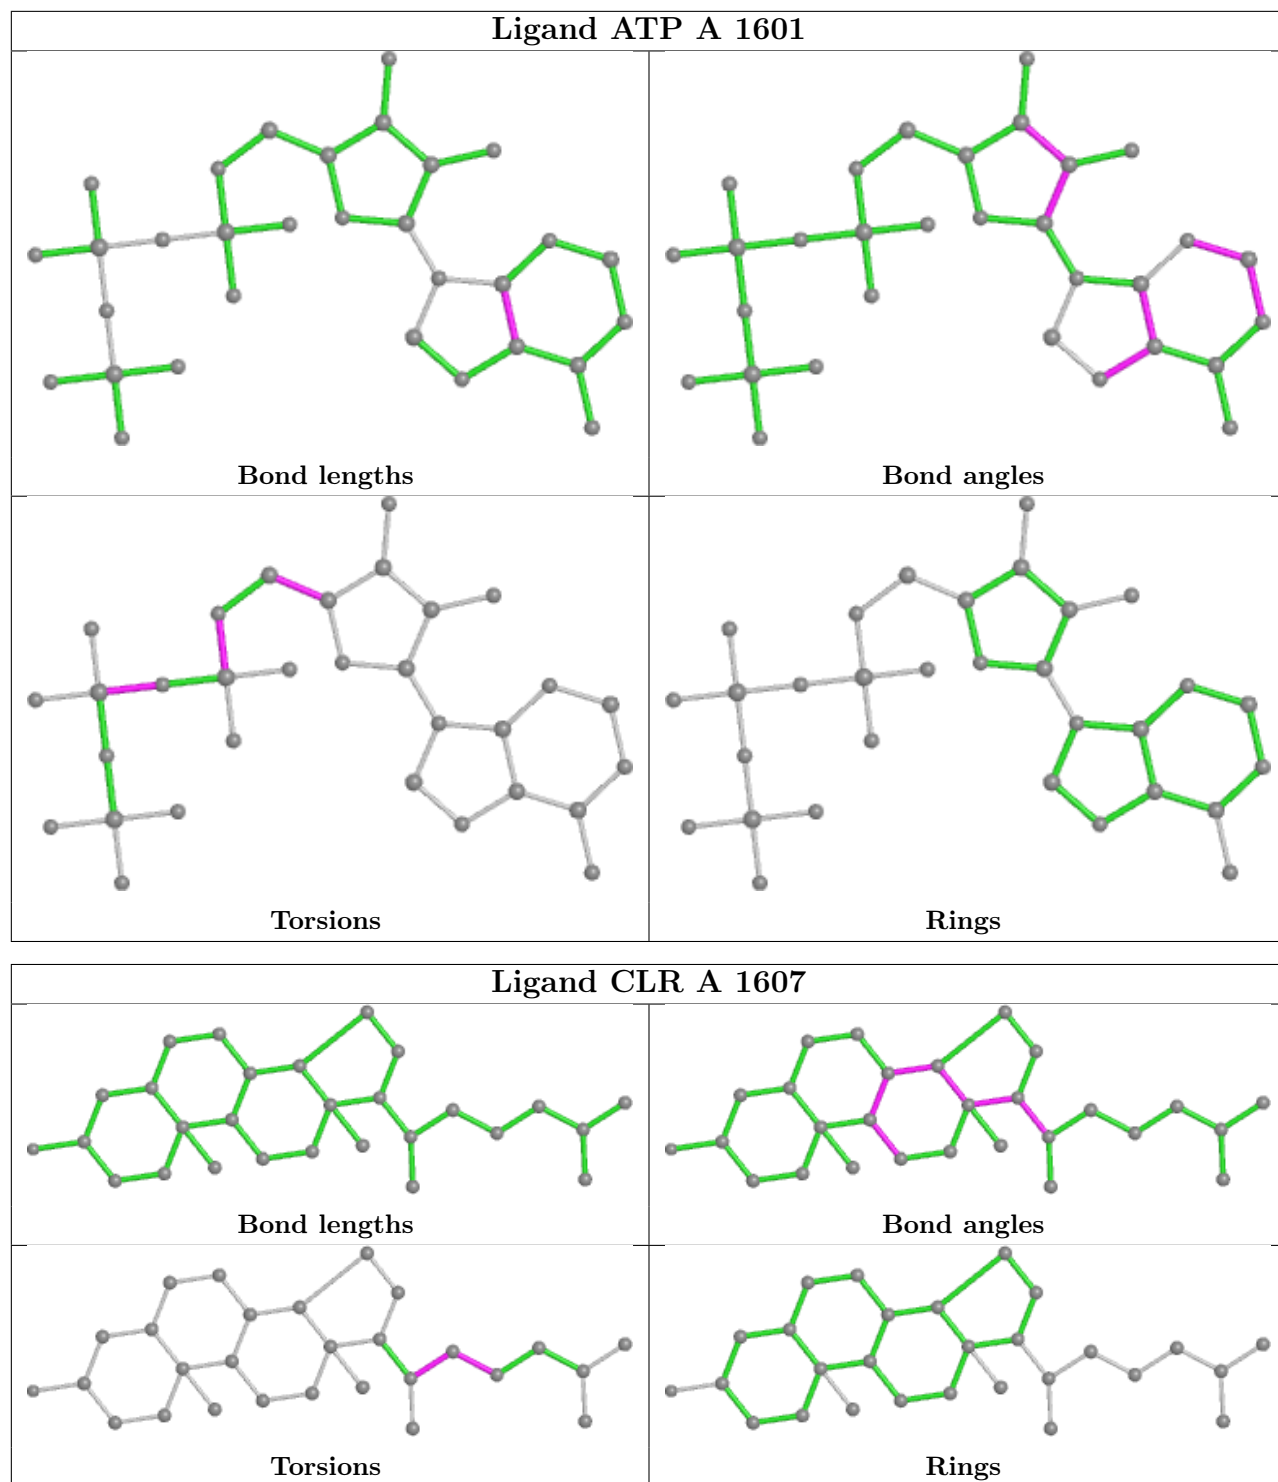 Ligand ATP A 1601
Bond lengths
Bond angles
Torsions
Rings
Ligand CLR A 1607
Bond lengths
Bond angles
Torsions
Rings